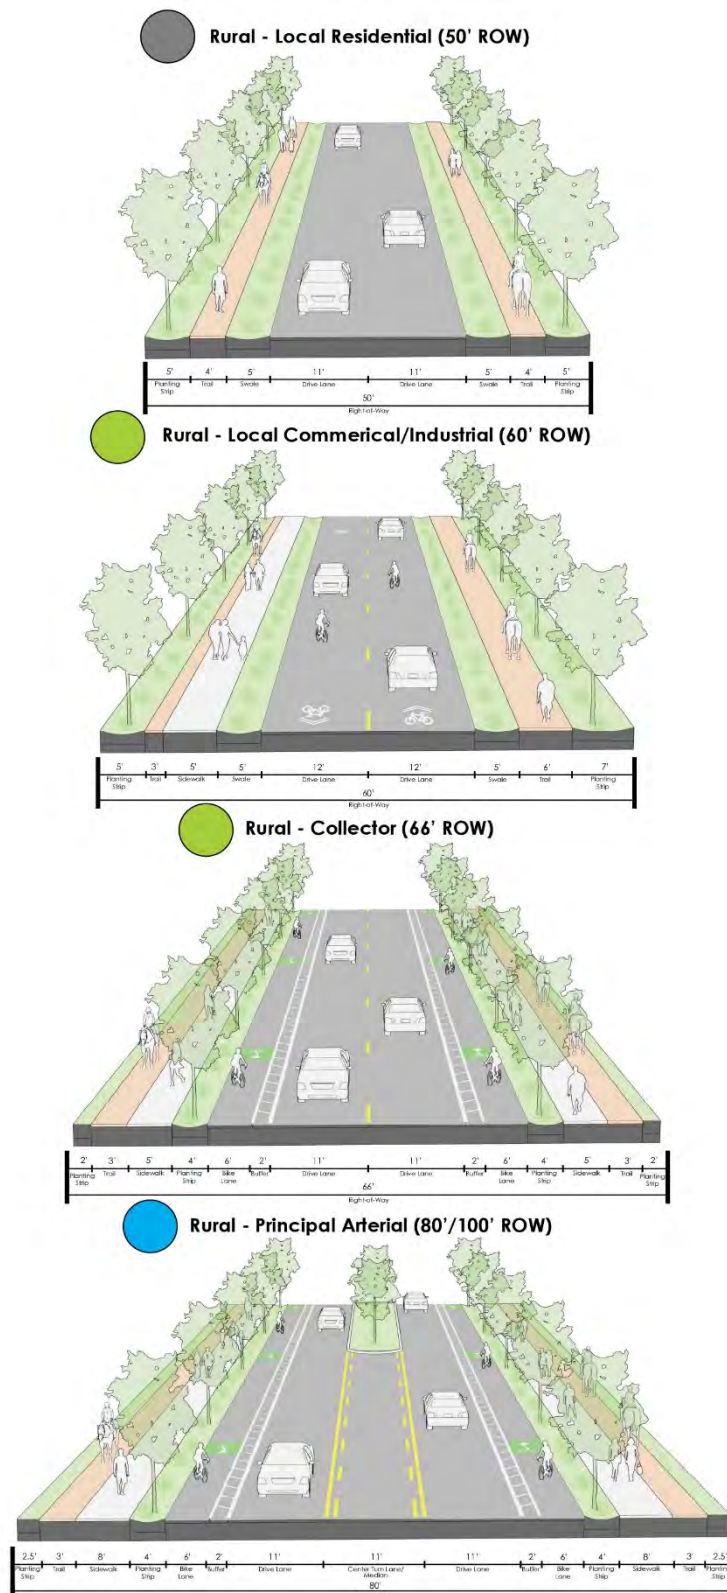 Rural - Local Residential (50' ROW)
5' 4' 5' 11' 11' 5' 4' 5'
Planting Strip Trail Swale Drive Lane Drive Lane Swale Trail Planting Strip
50'
Right-of-Way
Rural - Local Commerical/Industrial (60' ROW)
5' 3' 5' 5' 12' 12' 5' 6' 7'
Planting Strip Trail Sidewalk Swale Drive Lane Drive Lane Swale Trail Planting Strip
60'
Right-of-Way
Rural - Collector (66' ROW)
2' 3' 5' 4' 6' 2' 11' 11' 2' 6' 4' 5' 3' 2'
Planting Strip Trail Sidewalk Planting Strip Bike Lane Buffer Drive Lane Drive Lane Buffer Bike Lane Planting Strip Sidewalk Trail Planting Strip
66'
Right-of-Way
Rural - Principal Arterial (80'/100' ROW)
2.5' 3' 8' 4' 6' 2' 11' 11' 11' 2' 6' 4' 8' 3' 2.5'
Planting Strip Trail Sidewalk Planting Strip Bike Lane Buffer Drive Lane Center Turn Lane/ Median Drive Lane Buffer Bike Lane Planting Strip Sidewalk Trail Planting Strip
80'